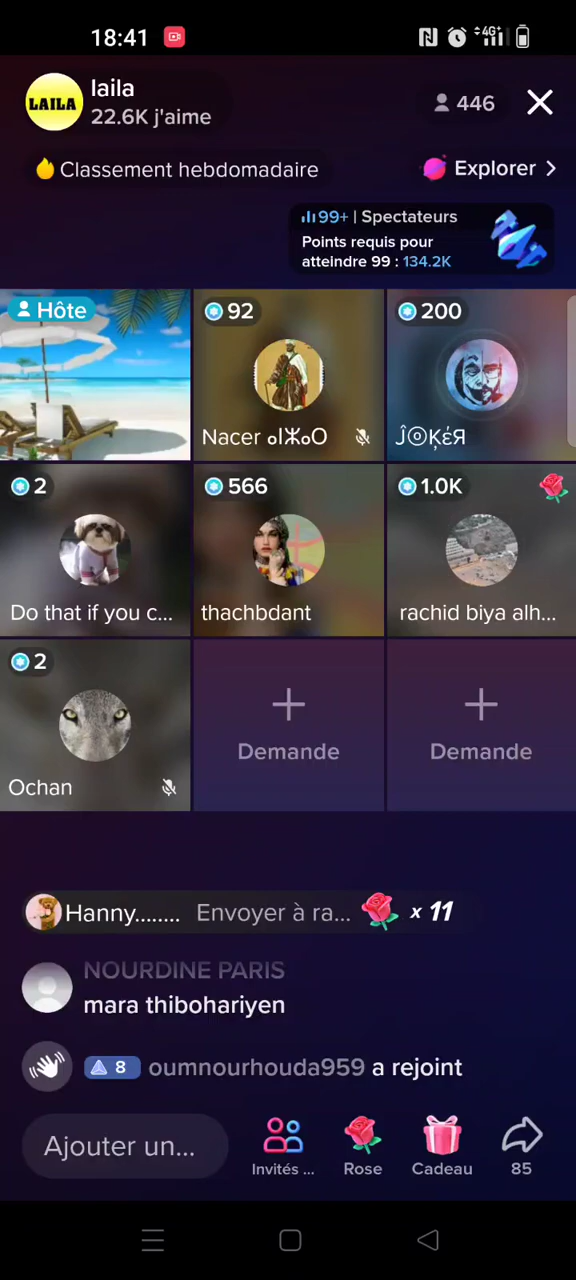 18:41
4G+
LAILA
laila
22.6K j'aime
446
Classement hebdomadaire
Explorer
99+ | Spectateurs
Points requis pour
atteindre 99 : 134.2K
Hôte
92
200
Nacer ⴰⵏⵣⴰⵔ
ĴⓄĶέЯ
2
566
1.0K
Do that if you c...
thachbdant
rachid biya alh...
2
Ochan
Demande
Demande
Hanny........ Envoyer à ra... x 11
NOURDINE PARIS
mara thibohariyen
8 oumnourhouda959 a rejoint
Ajouter un...
Invités ...
Rose
Cadeau
85